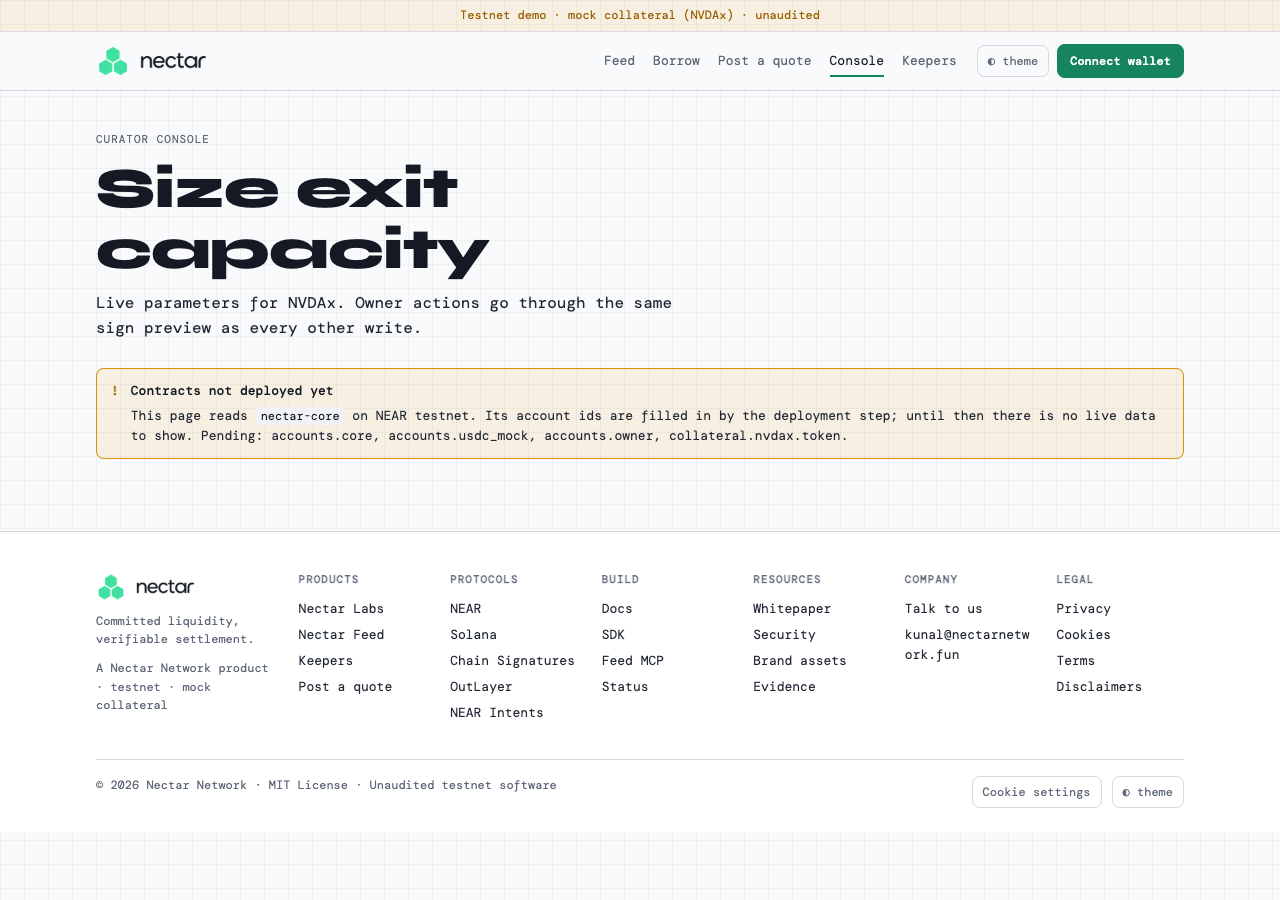 Testnet demo · mock collateral (NVDAx) · unaudited
nectar
Feed Borrow Post a quote Console Keepers ◐ theme Connect wallet
CURATOR CONSOLE
Size exit
capacity
Live parameters for NVDAx. Owner actions go through the same
sign preview as every other write.
! Contracts not deployed yet
This page reads nectar-core on NEAR testnet. Its account ids are filled in by the deployment step; until then there is no live data
to show. Pending: accounts.core, accounts.usdc_mock, accounts.owner, collateral.nvdax.token.
nectar
Committed liquidity,
verifiable settlement.
A Nectar Network product
· testnet · mock
collateral
PRODUCTS
Nectar Labs
Nectar Feed
Keepers
Post a quote
PROTOCOLS
NEAR
Solana
Chain Signatures
OutLayer
NEAR Intents
BUILD
Docs
SDK
Feed MCP
Status
RESOURCES
Whitepaper
Security
Brand assets
Evidence
COMPANY
Talk to us
kunal@nectarnetw
ork.fun
LEGAL
Privacy
Cookies
Terms
Disclaimers
© 2026 Nectar Network · MIT License · Unaudited testnet software
Cookie settings ◐ theme